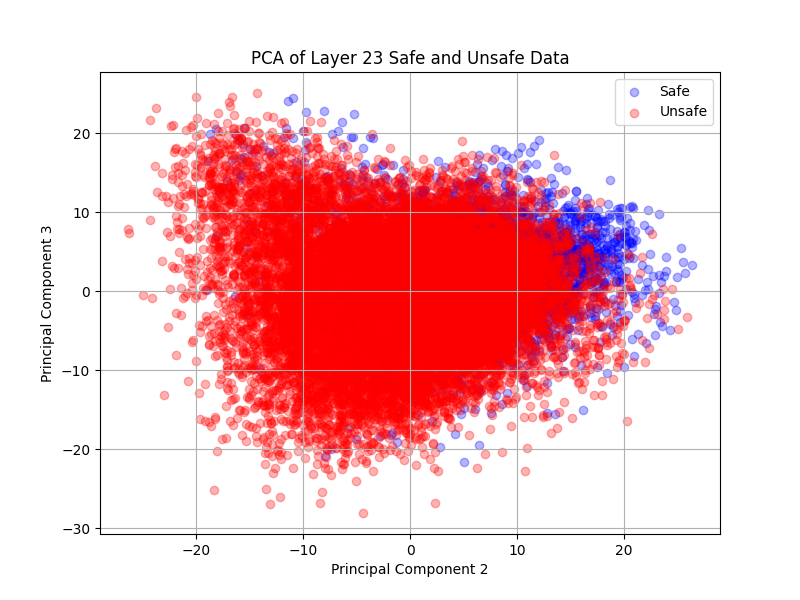 PCA of Layer 23 Safe and Unsafe Data
Safe
Unsafe
20
10
0
−10
−20
−30
Principal Component 3
−20
−10
0
10
20
Principal Component 2